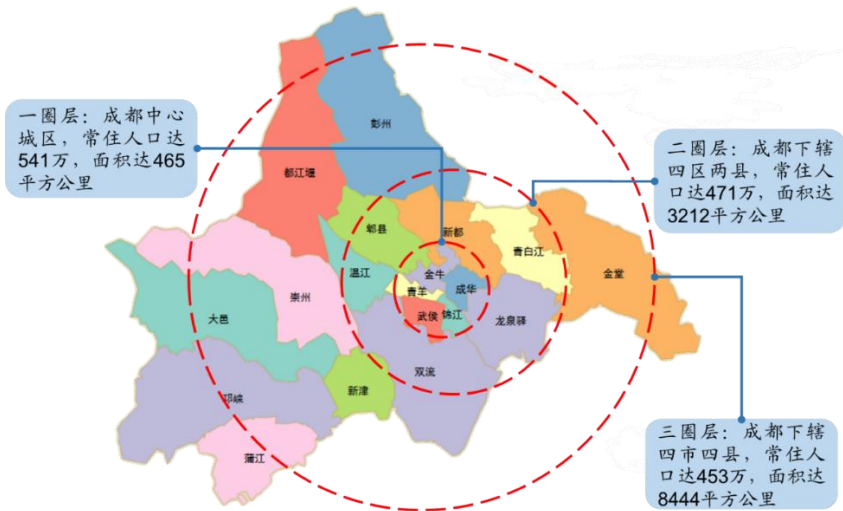 一圈层：成都中心
城区，常住人口达
541万，面积达465
平方公里
二圈层：成都下辖
四区两县，常住人
口达471万，面积达
3212平方公里
三圈层：成都下辖
四市四县，常住人
口达453万，面积达
8444平方公里
彭州
都江堰
郫县
新都
青白江
金堂
温江
金牛
成华
青羊
武侯
锦江
龙泉驿
崇州
大邑
双流
新津
邛崃
蒲江